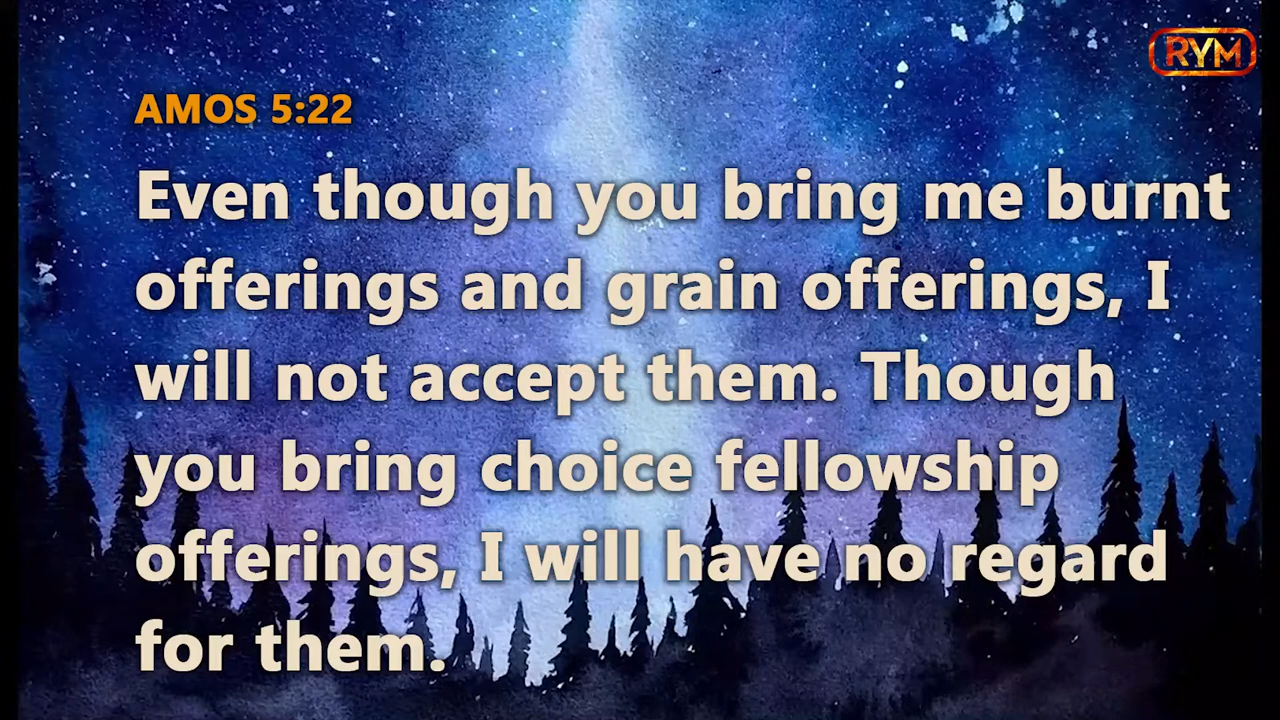 RYM
AMOS 5:22
Even though you bring me burnt
offerings and grain offerings, I
will not accept them. Though
you bring choice fellowship
offerings, I will have no regard
for them.